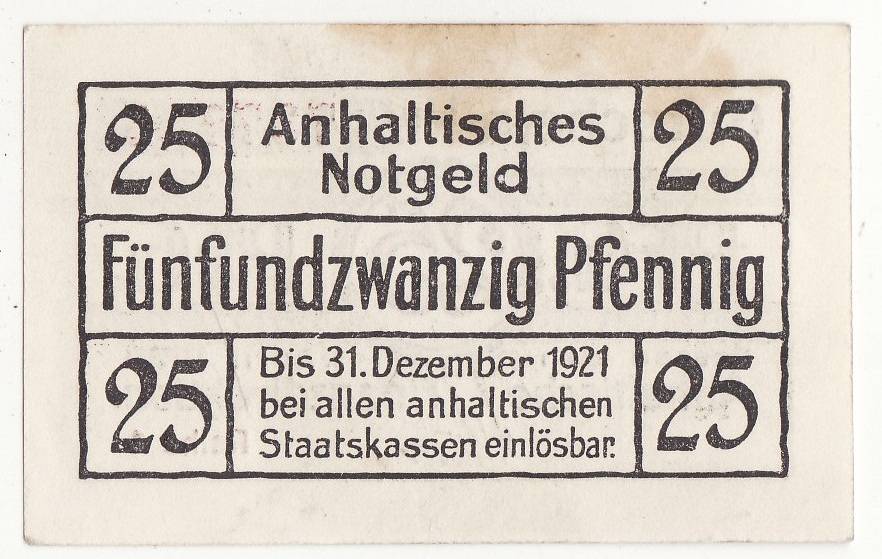 25 Anhaltisches 25
Notgeld
Fünfundzwanzig Pfennig
25 Bis 31. Dezember 1921 25
bei allen anhaltischen
Staatskassen einlösbar.